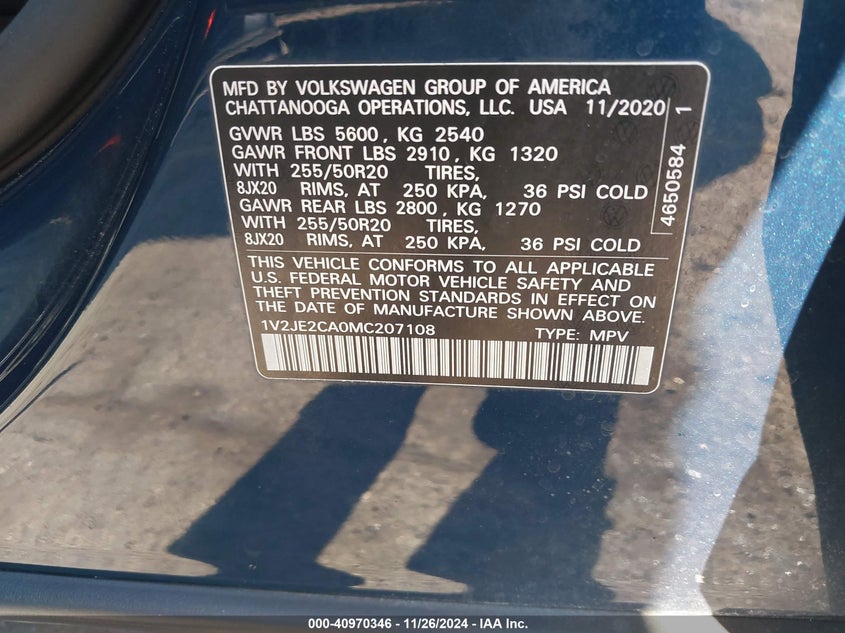 MFD BY VOLKSWAGEN GROUP OF AMERICA
CHATTANOOGA OPERATIONS, LLC. USA 11/2020
GVWR LBS 5600 , KG 2540
GAWR FRONT LBS 2910 , KG 1320
WITH 255/50R20 TIRES,
8JX20 RIMS, AT 250 KPA, 36 PSI COLD
GAWR REAR LBS 2800 , KG 1270
WITH 255/50R20 TIRES,
8JX20 RIMS, AT 250 KPA, 36 PSI COLD
THIS VEHICLE CONFORMS TO ALL APPLICABLE
U.S. FEDERAL MOTOR VEHICLE SAFETY AND
THEFT PREVENTION STANDARDS IN EFFECT ON
THE DATE OF MANUFACTURE SHOWN ABOVE.
1V2JE2CA0MC207108 TYPE: MPV
4650584 1
000-40970346 - 11/26/2024 - IAA Inc.